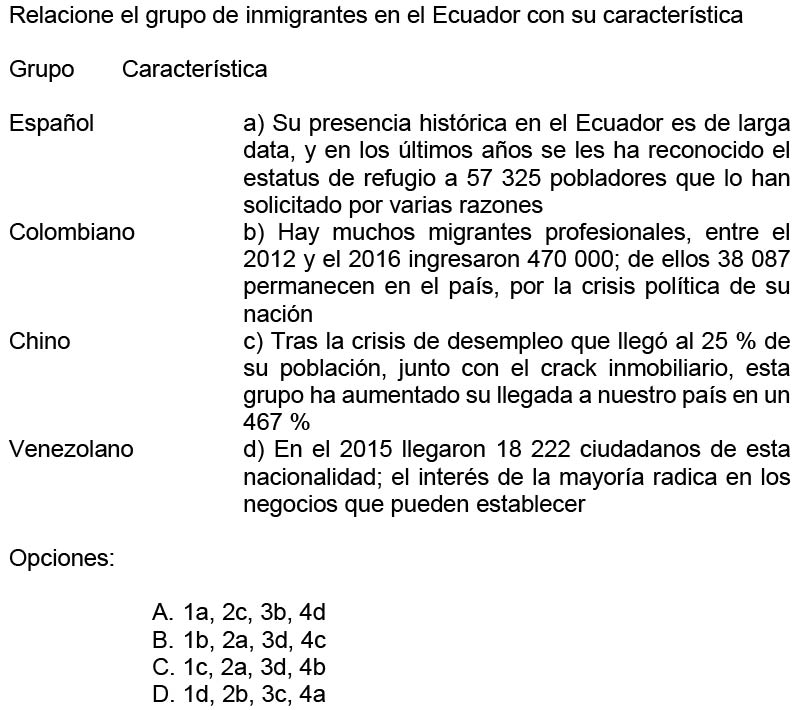 Relacione el grupo de inmigrantes en el Ecuador con su característica
Grupo Característica
Español a) Su presencia histórica en el Ecuador es de larga
data, y en los últimos años se les ha reconocido el
estatus de refugio a 57 325 pobladores que lo han
solicitado por varias razones
Colombiano b) Hay muchos migrantes profesionales, entre el
2012 y el 2016 ingresaron 470 000; de ellos 38 087
permanecen en el país, por la crisis política de su
nación
Chino c) Tras la crisis de desempleo que llegó al 25 % de
su población, junto con el crack inmobiliario, esta
grupo ha aumentado su llegada a nuestro país en un
467 %
Venezolano d) En el 2015 llegaron 18 222 ciudadanos de esta
nacionalidad; el interés de la mayoría radica en los
negocios que pueden establecer
Opciones:
A. 1a, 2c, 3b, 4d
B. 1b, 2a, 3d, 4c
C. 1c, 2a, 3d, 4b
D. 1d, 2b, 3c, 4a